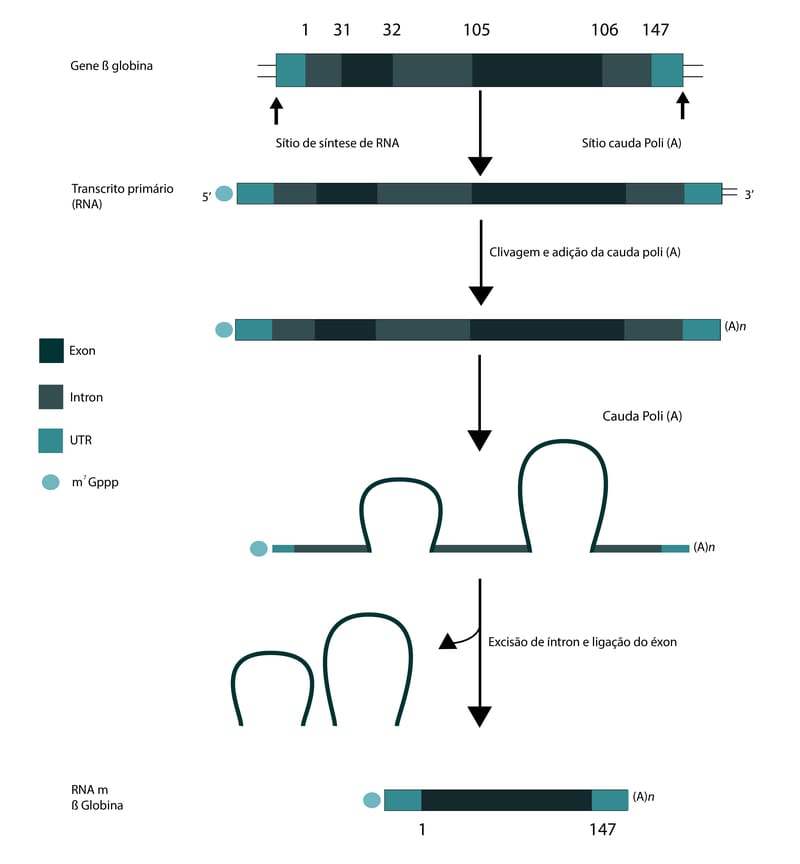 1 31 32 105 106 147
Gene ß globina
Sítio de síntese de RNA
Sítio cauda Poli (A)
Transcrito primário
(RNA)
5’
3’
Clivagem e adição da cauda poli (A)
(A)n
Exon
Intron
UTR
m⁷Gppp
Cauda Poli (A)
(A)n
Excisão de íntron e ligação do éxon
RNA m
ß Globina
(A)n
1 147